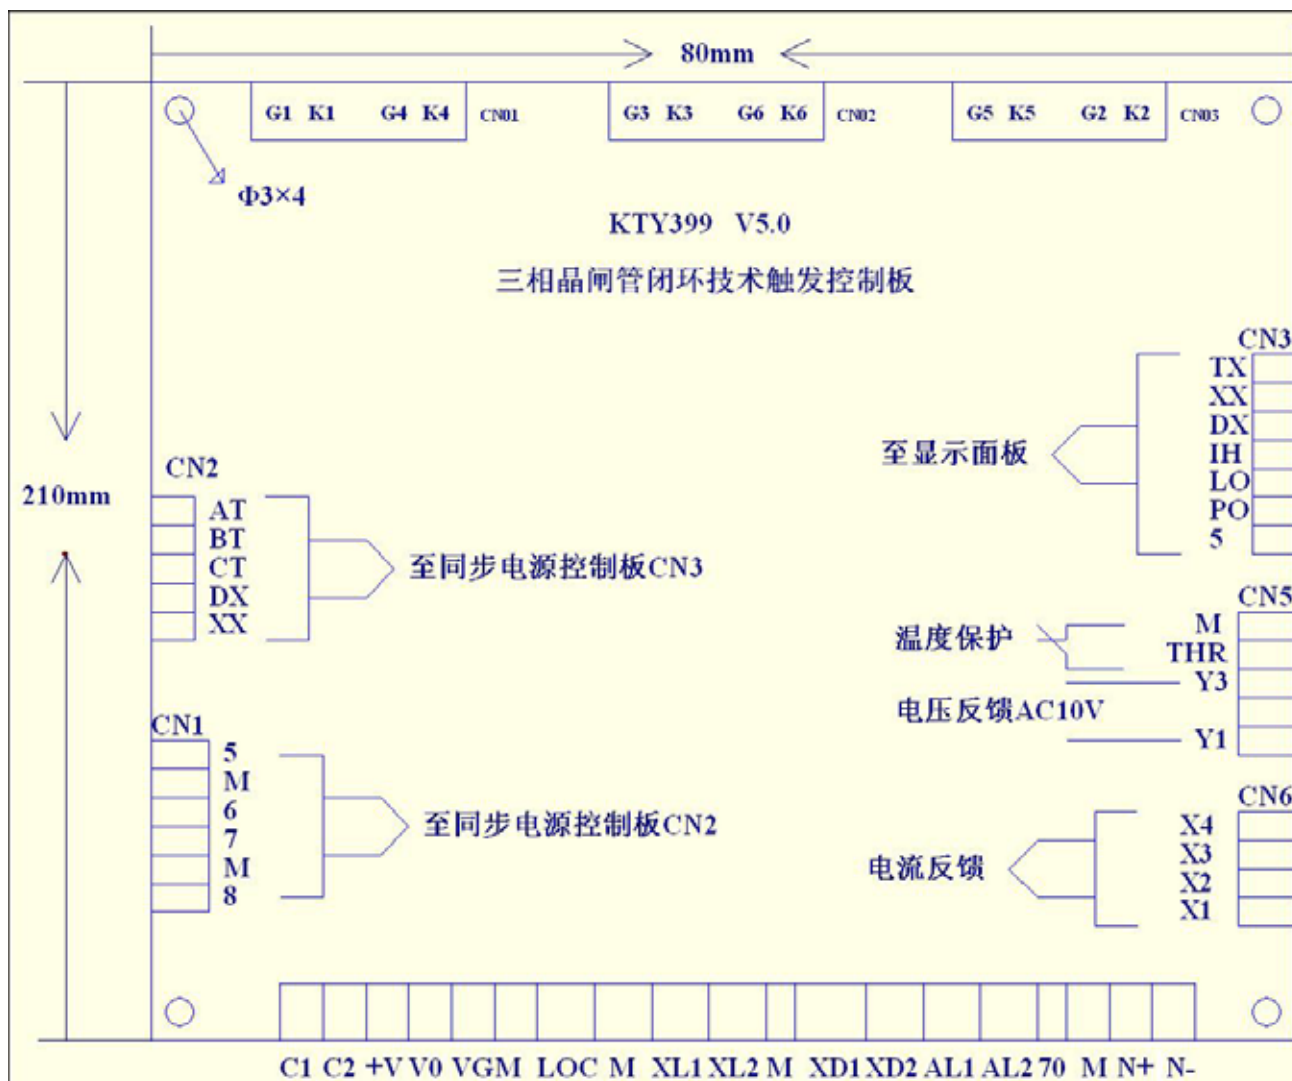 80mm
G1 K1 G4 K4 CN01 G3 K3 G6 K6 CN02 G5 K5 G2 K2 CN03
Φ3×4
KTY399 V5.0
三相晶闸管闭环技术触发控制板
CN3
TX
XX
DX
IH
LO
PO
5
至显示面板
210mm
CN2
AT
BT
CT
DX
XX
至同步电源控制板CN3
CN5
M
THR
Y3
Y1
温度保护
电压反馈AC10V
CN1
5
M
6
7
M
8
至同步电源控制板CN2
CN6
X4
X3
X2
X1
电流反馈
C1 C2 +V V0 VGM LOC M XL1 XL2 M XD1 XD2 AL1 AL2 70 M N+ N-